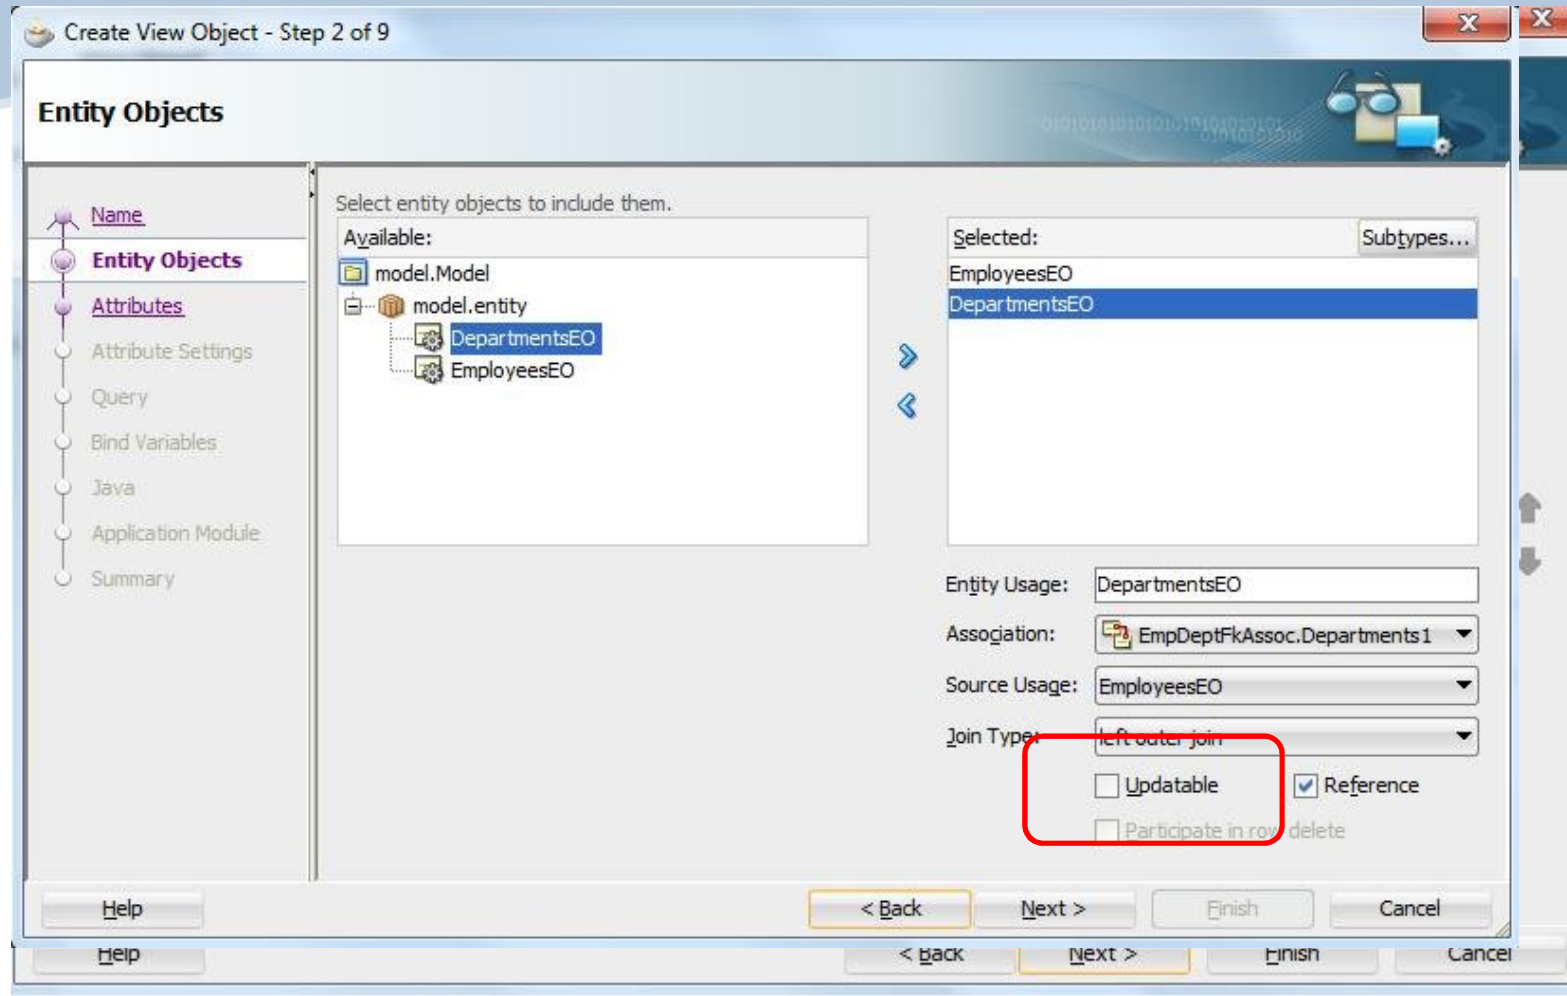 Create View Object - Step 2 of 9
Entity Objects
Name
Entity Objects
Attributes
Attribute Settings
Query
Bind Variables
Java
Application Module
Summary
Select entity objects to include them.
Available:
model.Model
model.entity
DepartmentsEO
EmployeesEO
Selected:
Subtypes...
EmployeesEO
DepartmentsEO
Entity Usage: DepartmentsEO
Association: EmpDeptFkAssoc.Departments1
Source Usage: EmployeesEO
Join Type: left outer join
Updatable
Reference
Participate in row delete
Help
< Back
Next >
Finish
Cancel
Help
< Back
Next >
Finish
Cancel